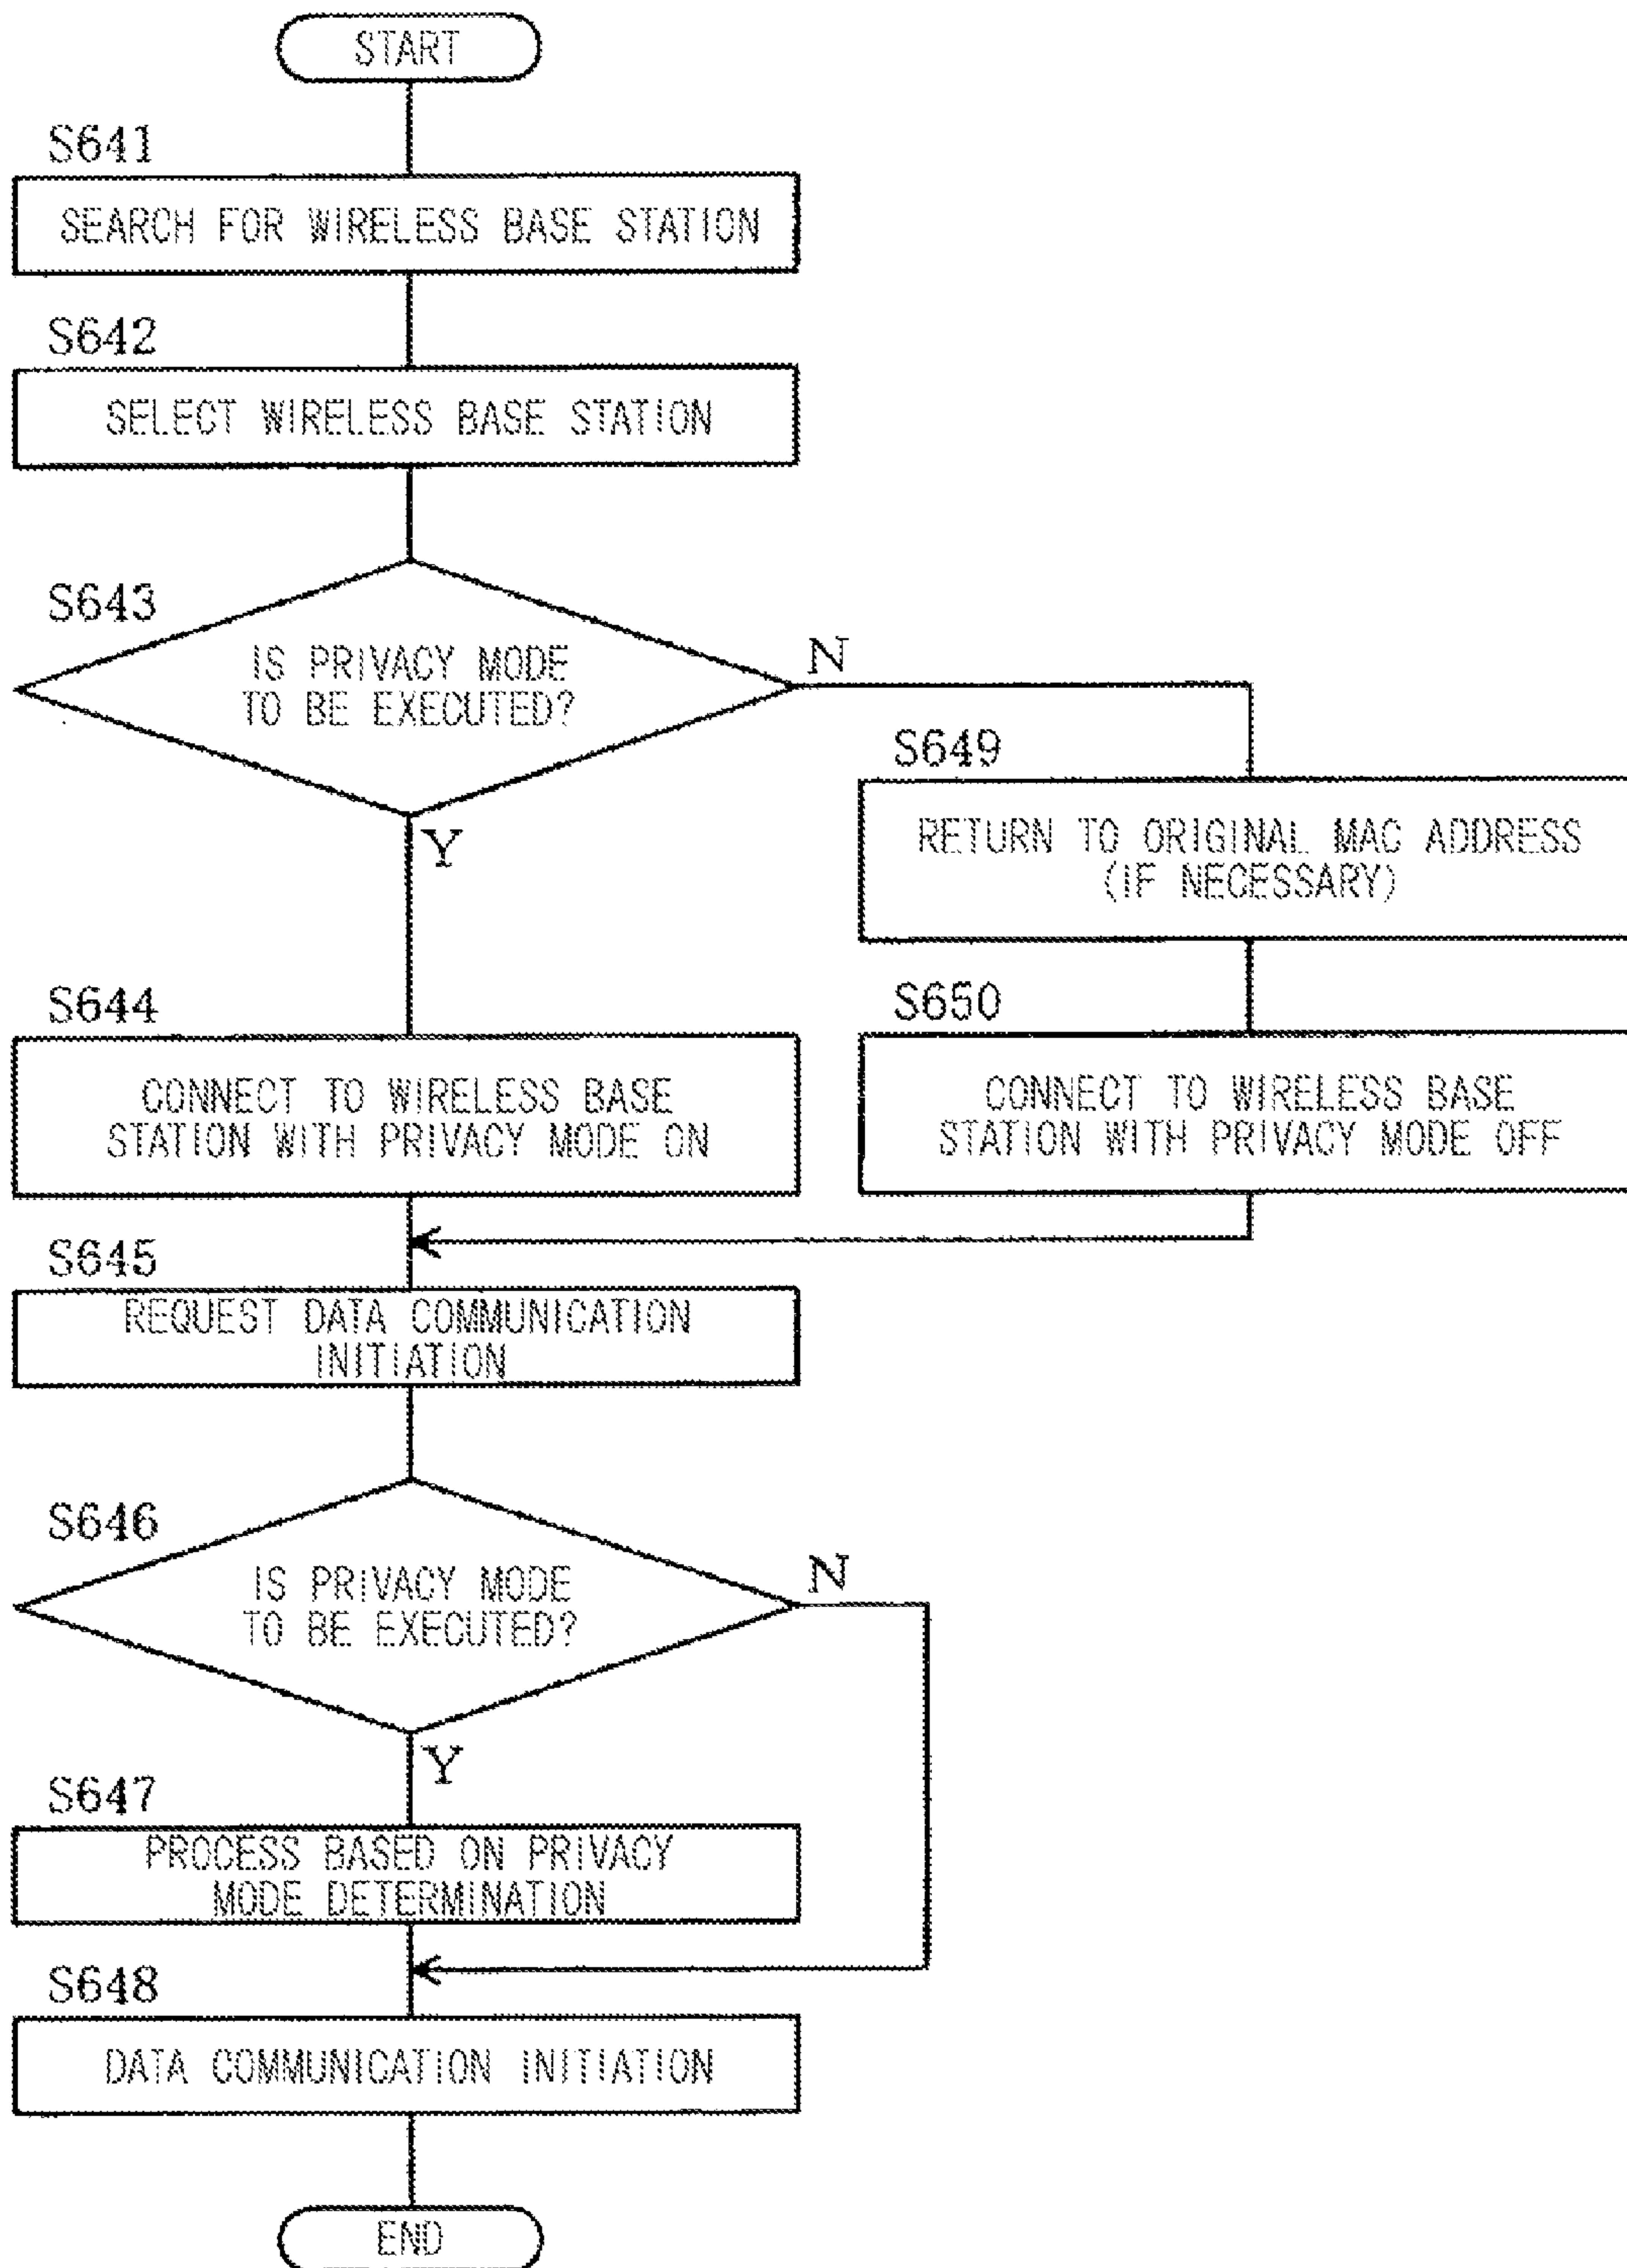 START
S641
SEARCH FOR WIRELESS BASE STATION
S642
SELECT WIRELESS BASE STATION
S643
IS PRIVACY MODE
TO BE EXECUTED?
N
Y
S649
RETURN TO ORIGINAL MAC ADDRESS
(IF NECESSARY)
S644
CONNECT TO WIRELESS BASE
STATION WITH PRIVACY MODE ON
S650
CONNECT TO WIRELESS BASE
STATION WITH PRIVACY MODE OFF
S645
REQUEST DATA COMMUNICATION
INITIATION
S646
IS PRIVACY MODE
TO BE EXECUTED?
N
Y
S647
PROCESS BASED ON PRIVACY
MODE DETERMINATION
S648
DATA COMMUNICATION INITIATION
END